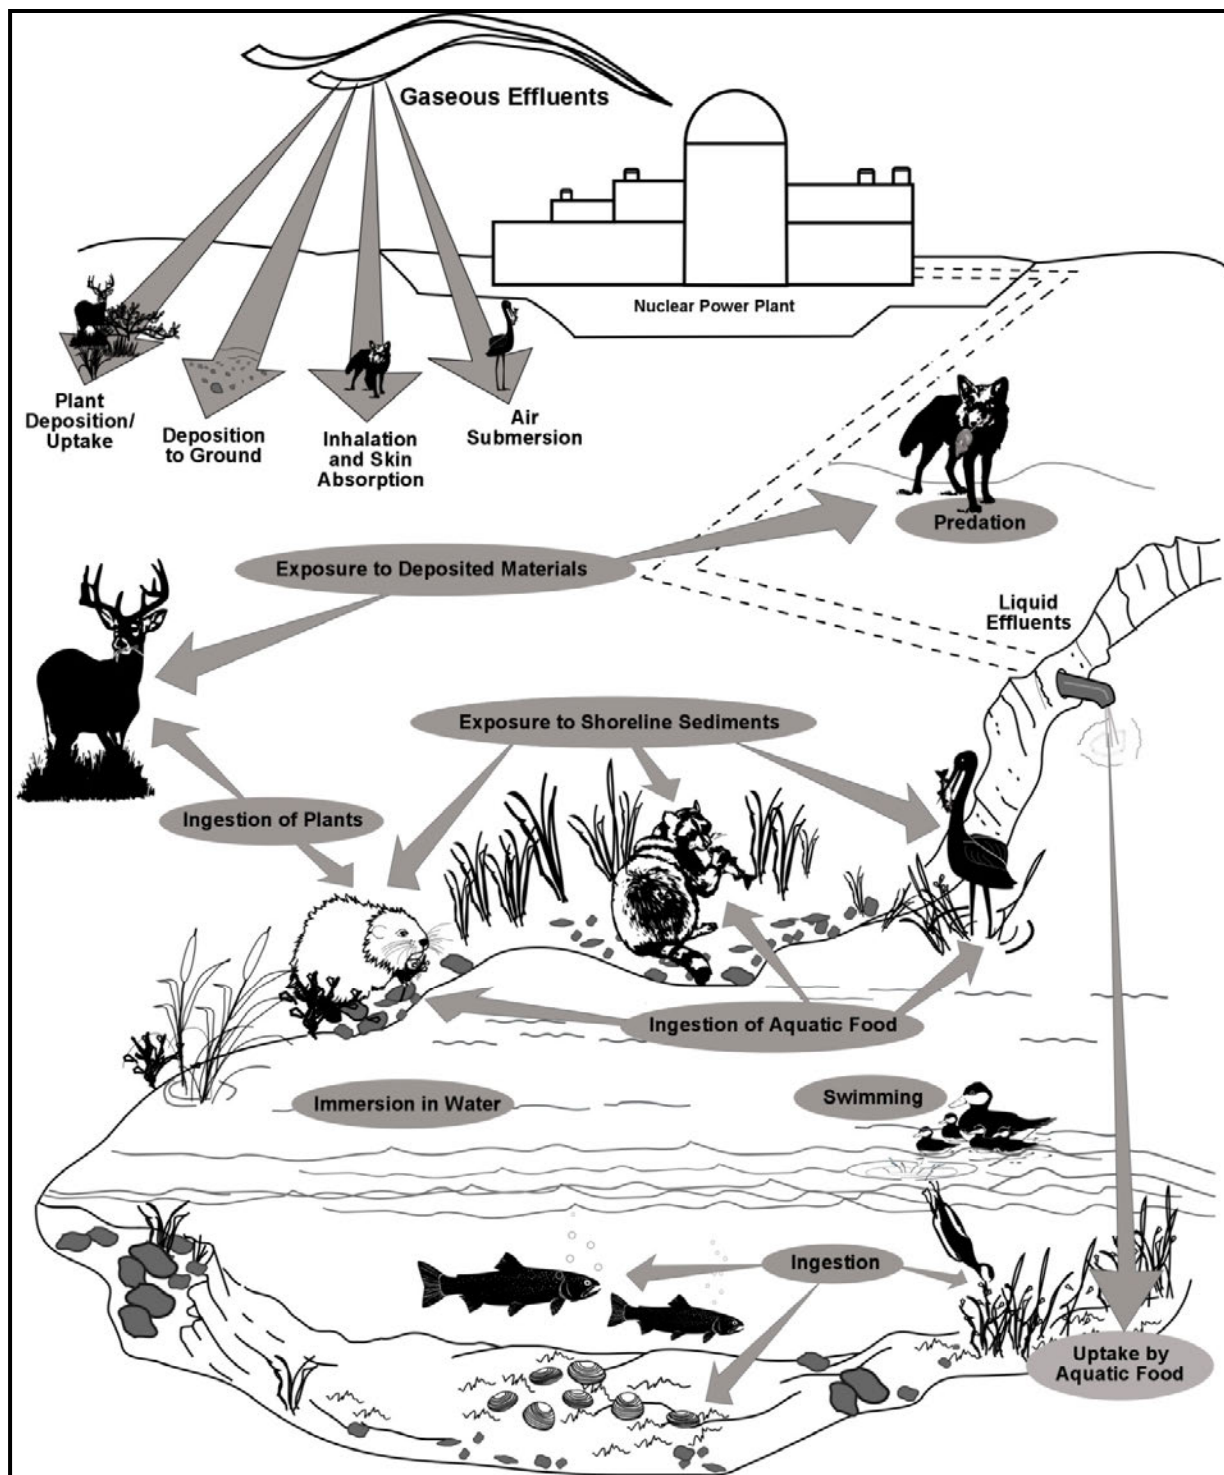 Gaseous Effluents
Nuclear Power Plant
Plant
Deposition/
Uptake
Deposition
to Ground
Inhalation
and Skin
Absorption
Air
Submersion
Predation
Exposure to Deposited Materials
Liquid
Effluents
Exposure to Shoreline Sediments
Ingestion of Plants
Ingestion of Aquatic Food
Immersion in Water
Swimming
Ingestion
Uptake by
Aquatic Food